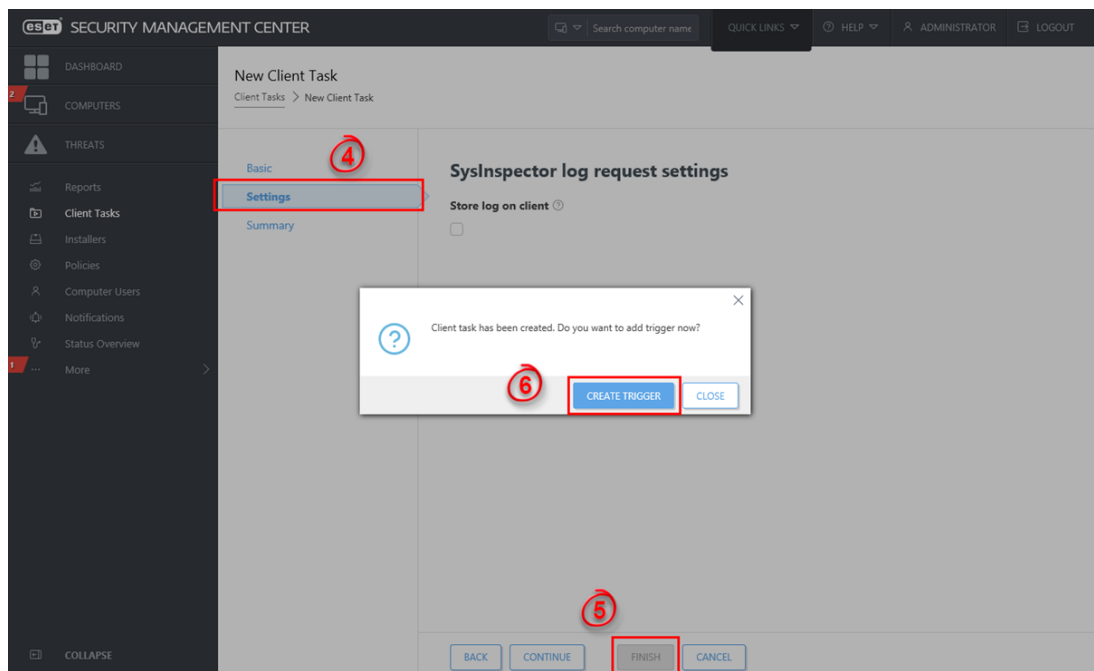 eset SECURITY MANAGEMENT CENTER
Search computer name
QUICK LINKS
HELP
ADMINISTRATOR
LOGOUT
DASHBOARD
2
COMPUTERS
THREATS
Reports
Client Tasks
Installers
Policies
Computer Users
Notifications
Status Overview
1
More
COLLAPSE
New Client Task
Client Tasks > New Client Task
4
Basic
Settings
Summary
SysInspector log request settings
Store log on client
Client task has been created. Do you want to add trigger now?
6
CREATE TRIGGER
CLOSE
5
BACK
CONTINUE
FINISH
CANCEL